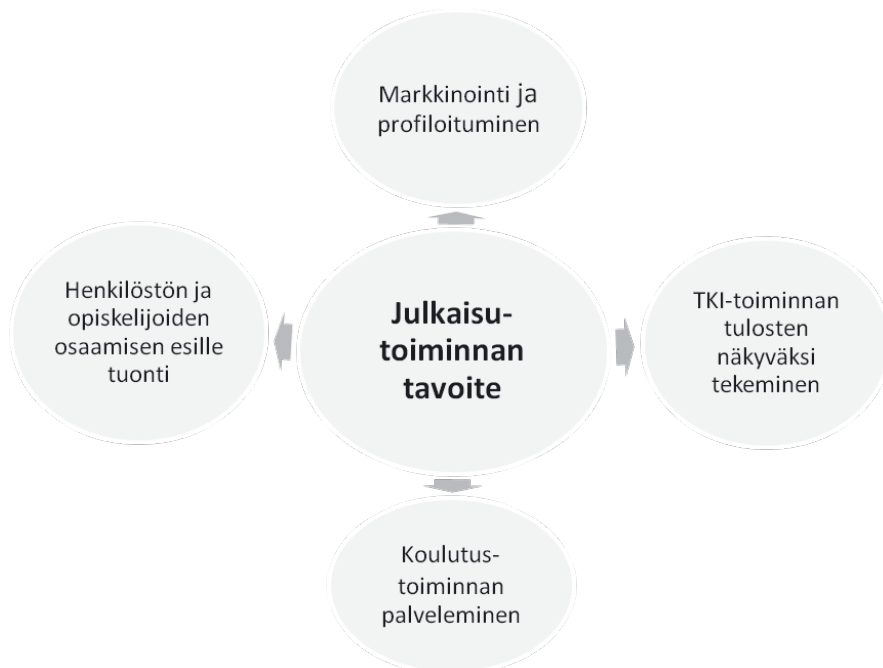 Markkinointi ja
profiloituminen
Henkilöstön ja
opiskelijoiden
osaamisen esille
tuonti
Julkaisu-
toiminnan
tavoite
TKI-toiminnan
tulosten
näkyväksi
tekeminen
Koulutus-
toiminnan
palveleminen